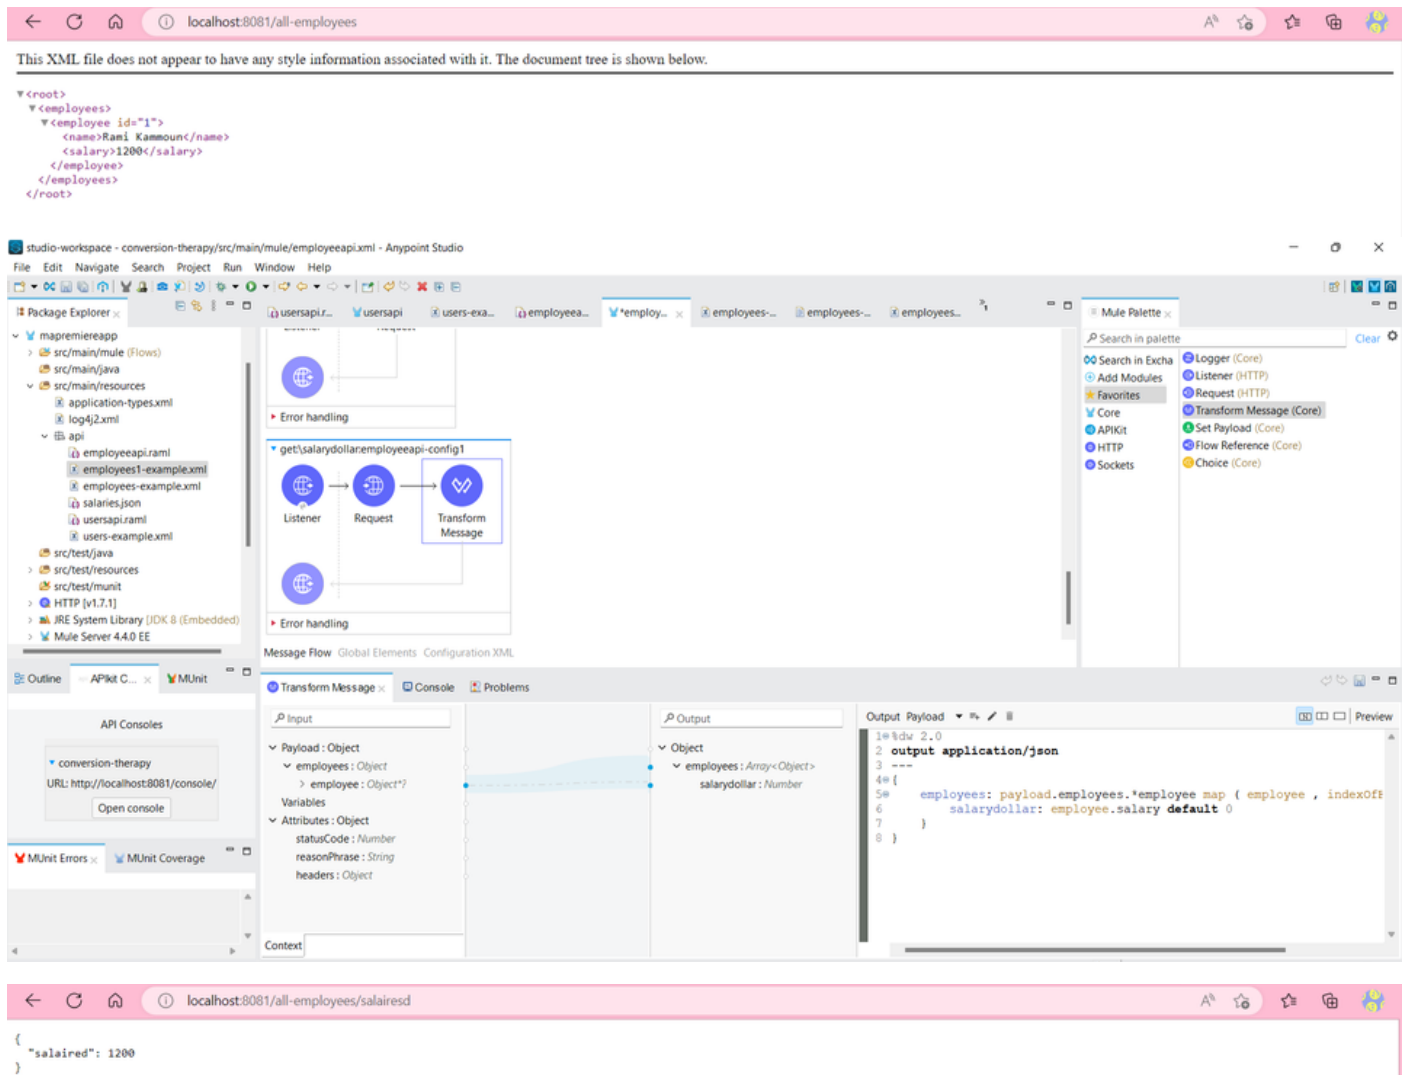 localhost:8081/all-employees
This XML file does not appear to have any style information associated with it. The document tree is shown below.
▼<root>
▼<employees>
▼<employee id="1">
<name>Rami Kammoun</name>
<salary>1200</salary>
</employee>
</employees>
</root>
studio-workspace - conversion-therapy/src/main/mule/employeeapi.xml - Anypoint Studio
File Edit Navigate Search Project Run Window Help
Package Explorer
usersapi.r...
usersapi
users-exa...
employeea...
*employ...
employees-...
employees-...
employees...
Mule Palette
mapremiereapp
src/main/mule (Flows)
src/main/java
src/main/resources
application-types.xml
log4j2.xml
api
employeeapi.raml
employees1-example.xml
employees-example.xml
salaries.json
usersapi.raml
users-example.xml
src/test/java
src/test/resources
src/test/munit
HTTP [v1.7.1]
JRE System Library [JDK 8 (Embedded)
Mule Server 4.4.0 EE
Error handling
get:\salarydollar:employeeapi-config1
Listener
Request
Transform Message
Error handling
Message Flow Global Elements Configuration XML
Search in palette
Clear
Search in Excha
Add Modules
Favorites
Core
APIKit
HTTP
Sockets
Logger (Core)
Listener (HTTP)
Request (HTTP)
Transform Message (Core)
Set Payload (Core)
Flow Reference (Core)
Choice (Core)
Outline
APIkit C...
MUnit
API Consoles
conversion-therapy
URL: http://localhost:8081/console/
Open console
MUnit Errors
MUnit Coverage
Transform Message
Console
Problems
Input
Payload : Object
employees : Object
employee : Object*?
Variables
Attributes : Object
statusCode : Number
reasonPhrase : String
headers : Object
Context
Output
Object
employees : Array<Object>
salarydollar : Number
Output Payload
Preview
1 %dw 2.0
2 output application/json
3 ---
4 {
5 employees: payload.employees.*employee map ( employee , indexOfE
6 salarydollar: employee.salary default 0
7 }
8 }
localhost:8081/all-employees/salairesd
{
"salaired": 1200
}